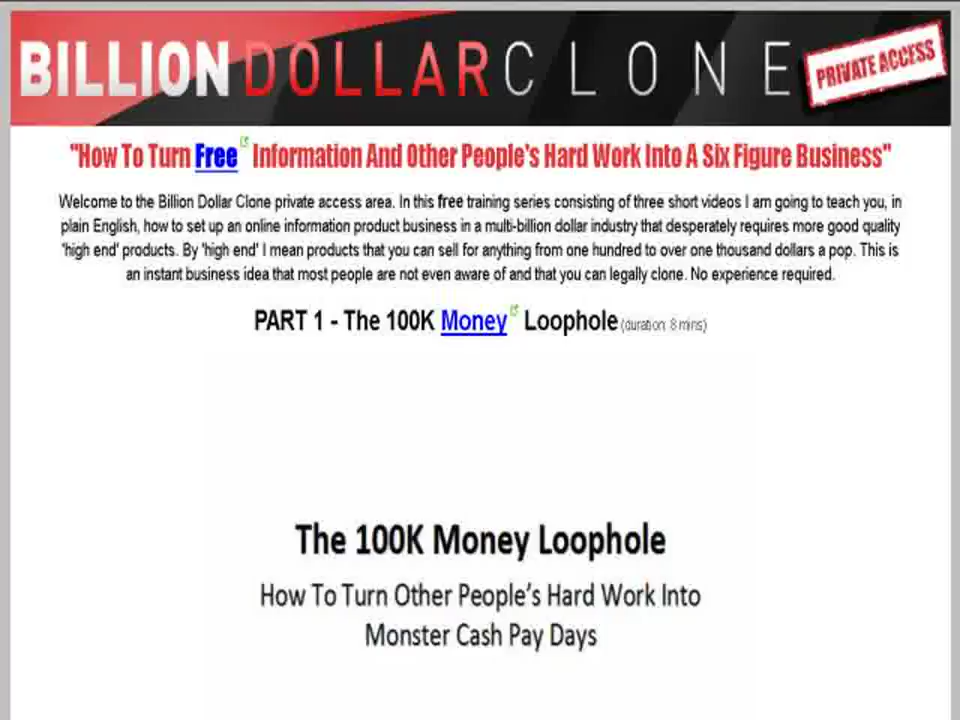 BILLION DOLLAR CLONE PRIVATE ACCESS
"How To Turn Free Information And Other People's Hard Work Into A Six Figure Business"
Welcome to the Billion Dollar Clone private access area. In this free training series consisting of three short videos I am going to teach you, in
plain English, how to set up an online information product business in a multi-billion dollar industry that desperately requires more good quality
'high end' products. By 'high end' I mean products that you can sell for anything from one hundred to over one thousand dollars a pop. This is
an instant business idea that most people are not even aware of and that you can legally clone. No experience required.
PART 1 - The 100K Money Loophole (duration: 8 mins)
The 100K Money Loophole
How To Turn Other People's Hard Work Into
Monster Cash Pay Days